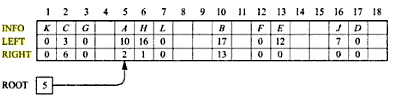 1 2 3 4 5 6 7 8 9 10 11 12 13 14 15 16 17 18
INFO K C G A H L B F E J D
LEFT 0 3 0 10 16 0 17 0 12 7 0
RIGHT 0 6 0 2 1 0 13 0 0 0 0
ROOT 5